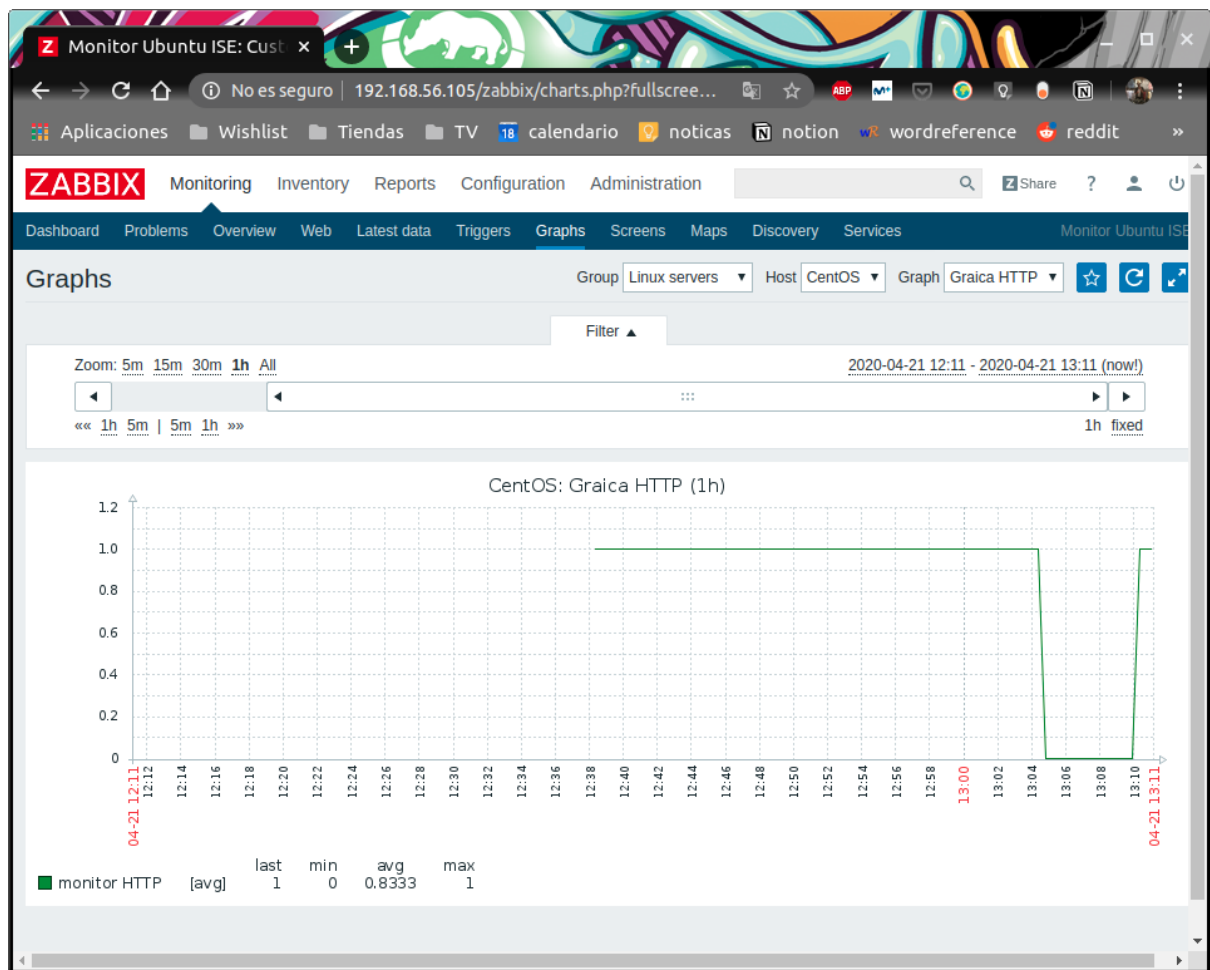 Z Monitor Ubuntu ISE: Cust
No es seguro | 192.168.56.105/zabbix/charts.php?fullscree...
ABP M+
Aplicaciones Wishlist Tiendas TV 18 calendario noticas notion wR wordreference reddit »
ZABBIX Monitoring Inventory Reports Configuration Administration Z Share ?
Dashboard Problems Overview Web Latest data Triggers Graphs Screens Maps Discovery Services Monitor Ubuntu ISE
Graphs Group Linux servers ▼ Host CentOS ▼ Graph Graica HTTP ▼
Filter ▲
Zoom: 5m 15m 30m 1h All 2020-04-21 12:11 - 2020-04-21 13:11 (now!)
«« 1h 5m | 5m 1h »» 1h fixed
CentOS: Graica HTTP (1h)
1.2
1.0
0.8
0.6
0.4
0.2
0
04-21 12:11 12:12 12:14 12:16 12:18 12:20 12:22 12:24 12:26 12:28 12:30 12:32 12:34 12:36 12:38 12:40 12:42 12:44 12:46 12:48 12:50 12:52 12:54 12:56 12:58 13:00 13:02 13:04 13:06 13:08 13:10 04-21 13:11
last min avg max
monitor HTTP [avg] 1 0 0.8333 1